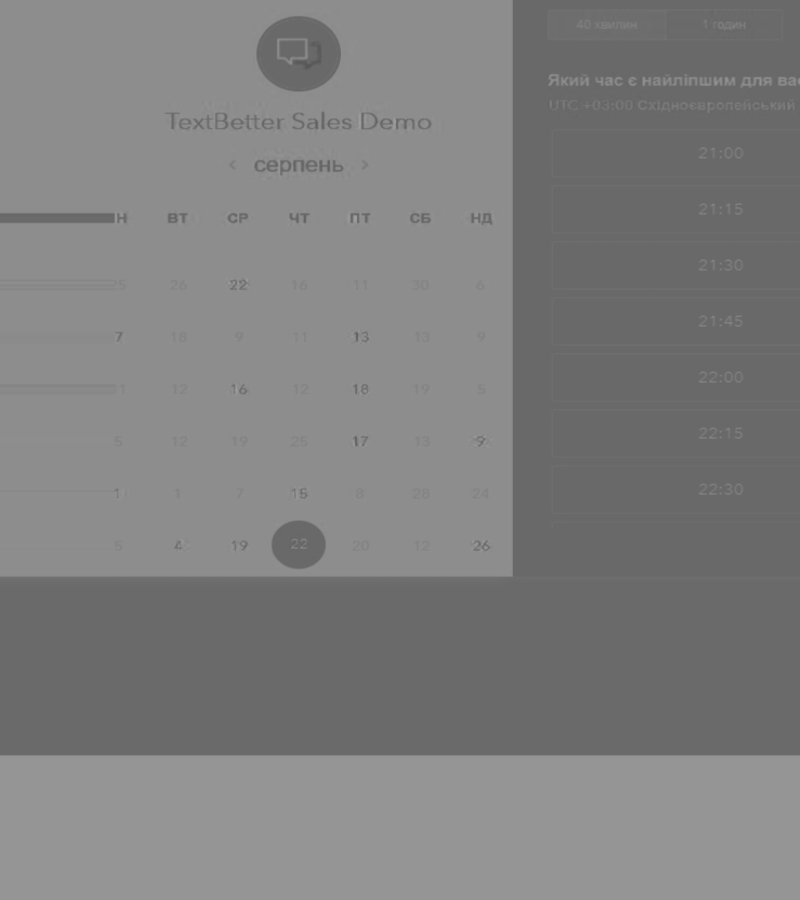 TextBetter Sales Demo
серпень
Н ВТ СР ЧТ ПТ СБ НД
5 26 22 16 11 30 6
7 18 9 11 13 13 9
1 12 16 12 18 19 5
5 12 19 25 17 13 9
1 1 7 15 8 28 24
5 4 19 22 20 12 26
40 хвилин 1 годин
Який час є найліпшим для вас
UTC +03:00 Східноєвропейський
21:00
21:15
21:30
21:45
22:00
22:15
22:30